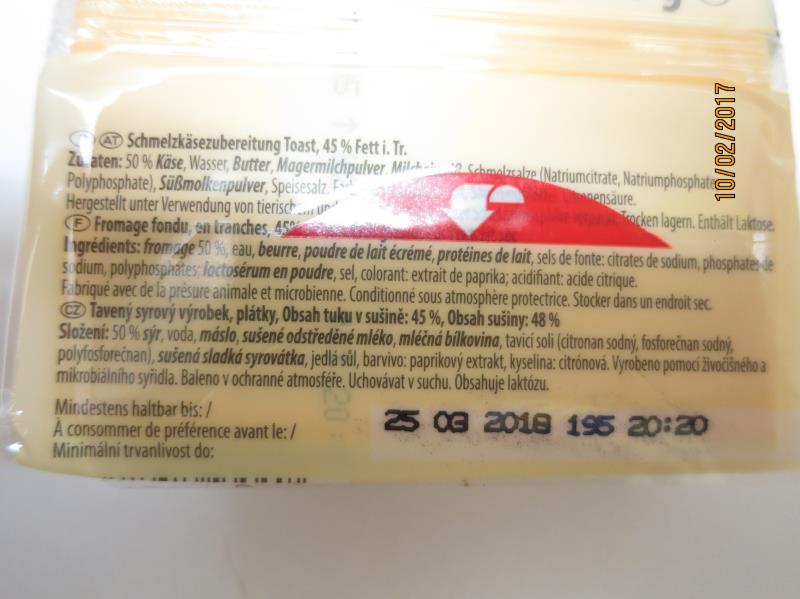 10/02/2017
AT Schmelzkäsezubereitung Toast, 45 % Fett i. Tr.
Zutaten: 50 % Käse, Wasser, Butter, Magermilchpulver, Schmelzsalze (Natriumcitrate, Natriumphosphate,
Polyphosphate), Süßmolkenpulver, Speisesalz.
Hergestellt unter Verwendung von tierischem und Trocken lagern. Enthält Laktose.
F Fromage fondu, en tranches,
Ingrédients: fromage 50 %, eau, beurre, poudre de lait écrémé, protéines de lait, sels de fonte: citrates de sodium, phosphates de
sodium, polyphosphates; lactosérum en poudre, sel, colorant: extrait de paprika; acidifiant: acide citrique.
Fabriqué avec de la présure animale et microbienne. Conditionné sous atmosphère protectrice. Stocker dans un endroit sec.
CZ Tavený syrový výrobek, plátky, Obsah tuku v sušině: 45 %, Obsah sušiny: 48 %
Složení: 50 % sýr, voda, máslo, sušené odstředěné mléko, mléčná bílkovina, tavicí soli (citronan sodný, fosforečnan sodný,
polyfosforečnan), sušená sladká syrovátka, jedlá sůl, barvivo: paprikový extrakt, kyselina: citrónová. Vyrobeno pomocí živočišného a
mikrobiálního syřidla. Baleno v ochranné atmosféře. Uchovávat v suchu. Obsahuje laktózu.
Mindestens haltbar bis: /
À consommer de préférence avant le: /
Minimální trvanlivost do:
25 03 2018 195 20:20